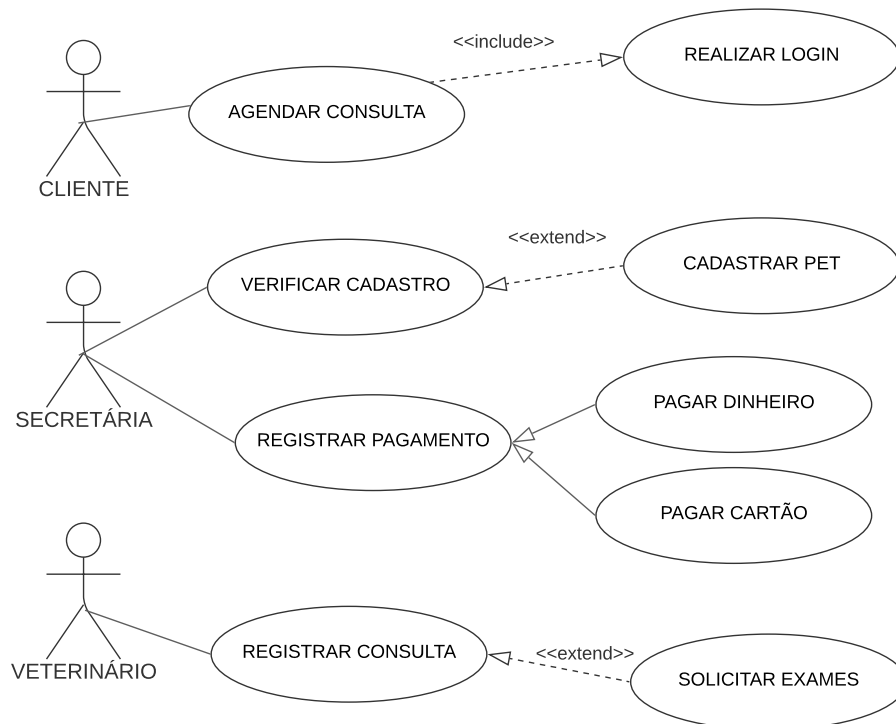 <<include>>
REALIZAR LOGIN
AGENDAR CONSULTA
CLIENTE
<<extend>>
CADASTRAR PET
VERIFICAR CADASTRO
PAGAR DINHEIRO
SECRETÁRIA
REGISTRAR PAGAMENTO
PAGAR CARTÃO
REGISTRAR CONSULTA
<<extend>>
VETERINÁRIO
SOLICITAR EXAMES